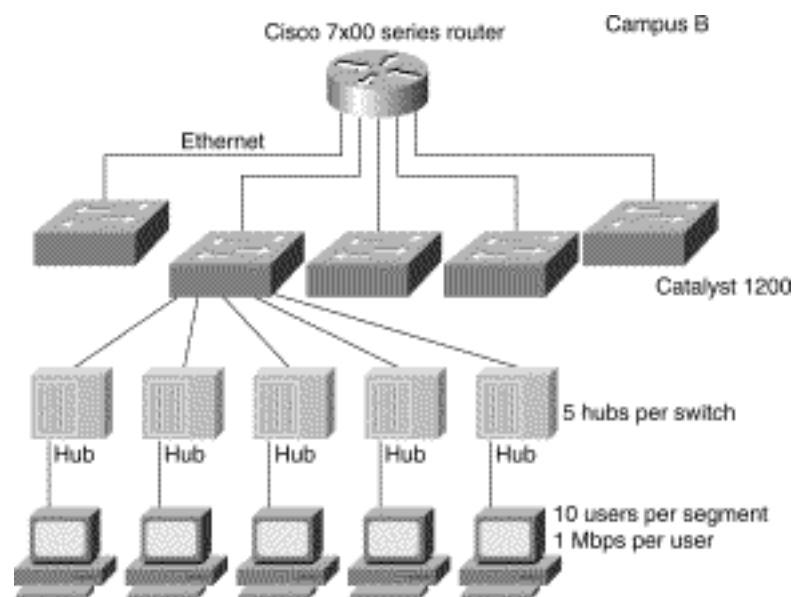 Cisco 7x00 series router
Campus B
Ethernet
Catalyst 1200
5 hubs per switch
Hub
Hub
Hub
Hub
Hub
10 users per segment
1 Mbps per user